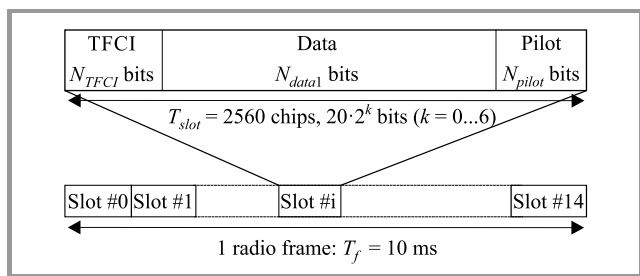 TFCI Data Pilot
N_TFCI bits N_data1 bits N_pilot bits
T_slot = 2560 chips, 20·2^k bits (k = 0...6)
Slot #0 Slot #1 Slot #i Slot #14
1 radio frame: T_f = 10 ms